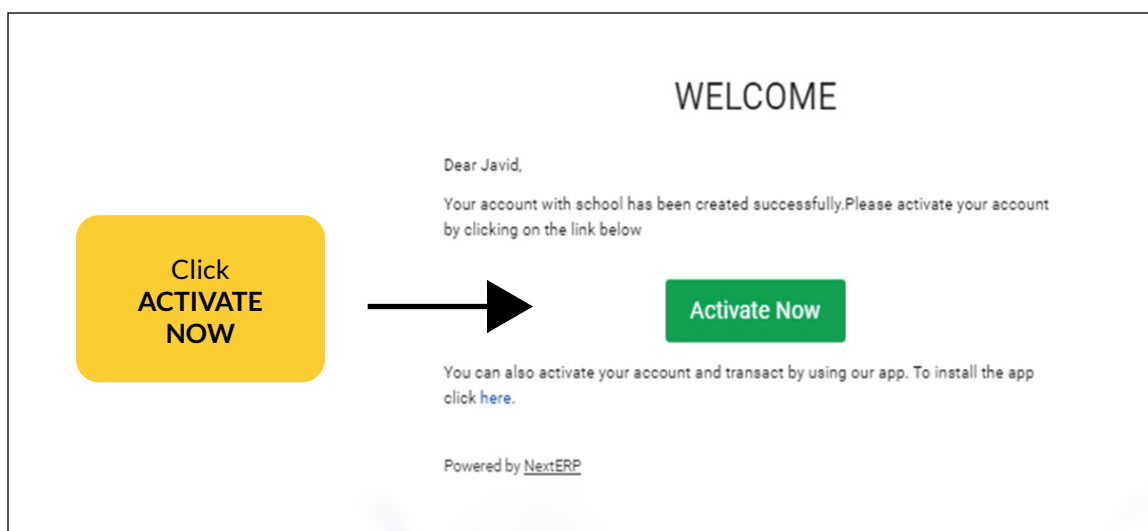 WELCOME
Dear Javid,
Your account with school has been created successfully.Please activate your account
by clicking on the link below
Click
ACTIVATE
NOW
Activate Now
You can also activate your account and transact by using our app. To install the app
click here.
Powered by NextERP